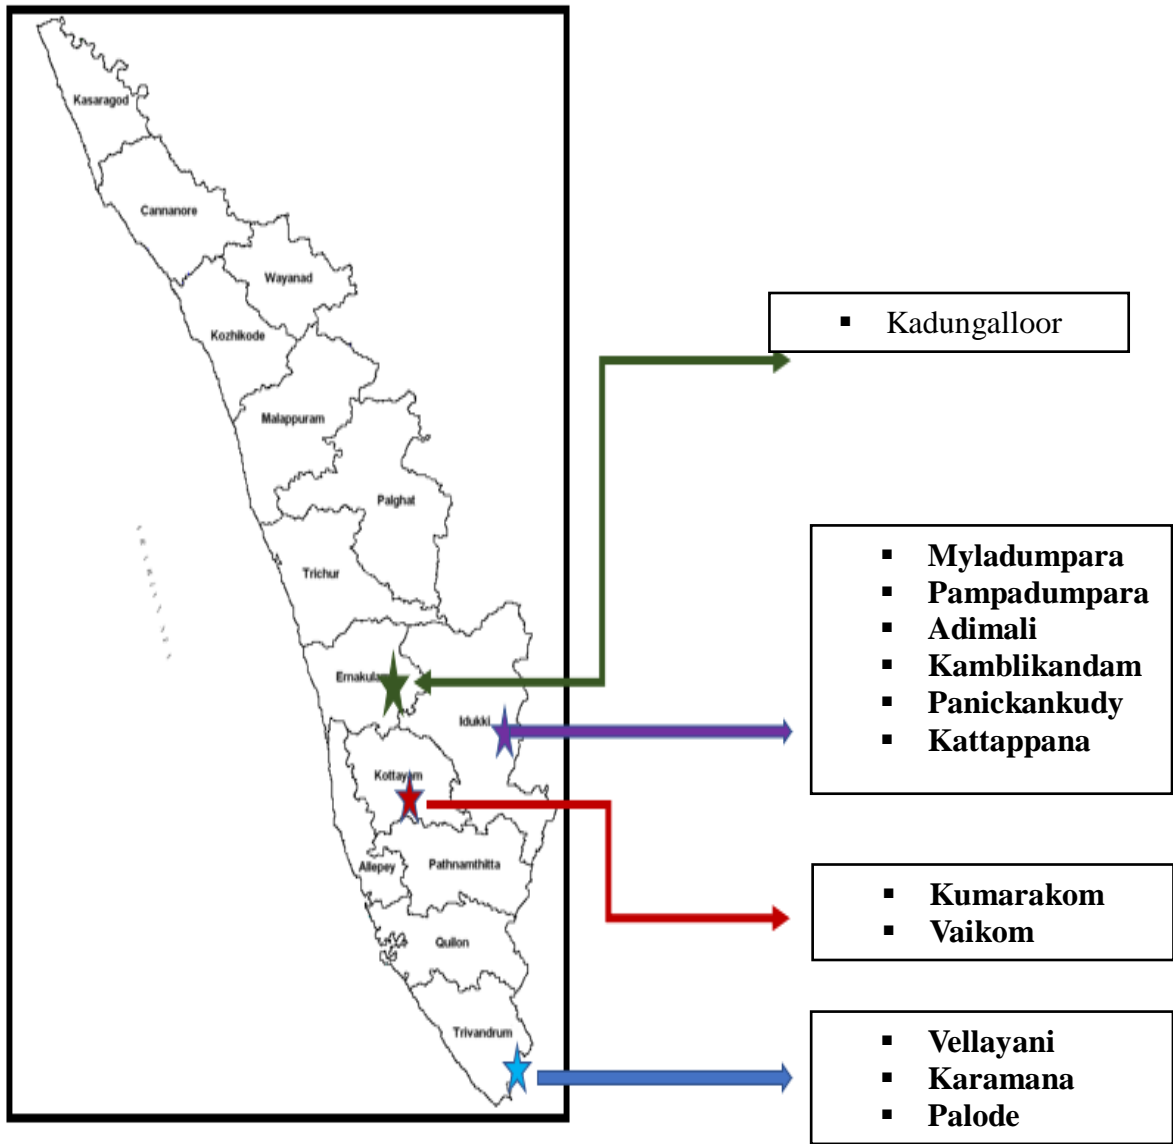 Kasaragod
Cannanore
Wayanad
Kozhikode
Malappuram
Palghat
Trichur
Idukki
Kottayam
Allepey
Pathnamthitta
Quilon
Trivandrum
▪ Kadungalloor
▪ Myladumpara
▪ Pampadumpara
▪ Adimali
▪ Kamblikandam
▪ Panickankudy
▪ Kattappana
▪ Kumarakom
▪ Vaikom
▪ Vellayani
▪ Karamana
▪ Palode